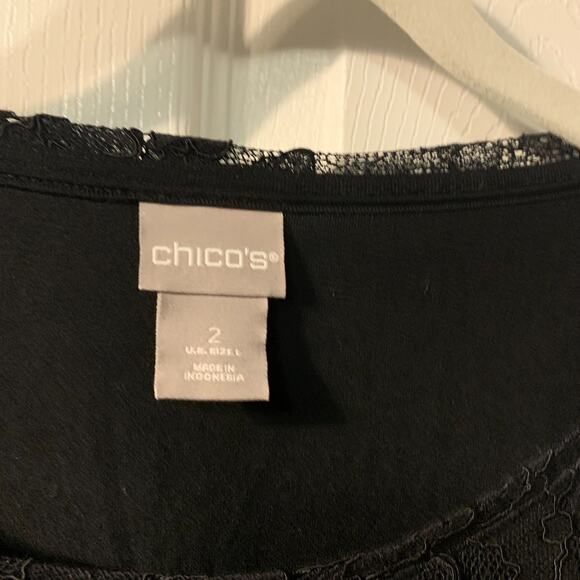 chico's®
2
U.S. SIZE L
MADE IN
INDONESIA